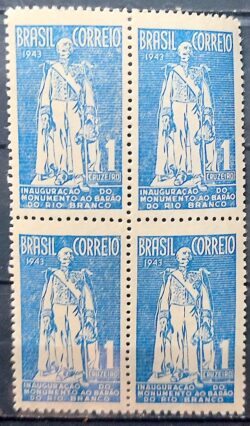 BRASIL CORREIO
1943
1
CRUZEIRO
INAUGURAÇÃO DO
MONUMENTO AO BARÃO
DO RIO BRANCO
BRASIL CORREIO
1943
1
CRUZEIRO
INAUGURAÇÃO DO
MONUMENTO AO BARÃO
DO RIO BRANCO
BRASIL CORREIO
1943
1
CRUZEIRO
INAUGURAÇÃO DO
MONUMENTO AO BARÃO
DO RIO BRANCO
BRASIL CORREIO
1943
1
CRUZEIRO
INAUGURAÇÃO DO
MONUMENTO AO BARÃO
DO RIO BRANCO